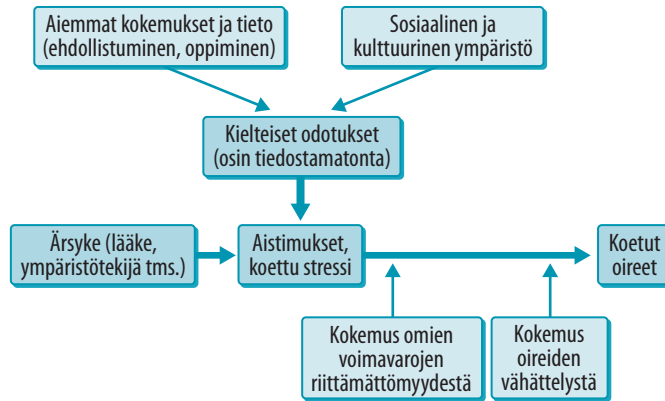 Aiemmat kokemukset ja tieto
(ehdollistuminen, oppiminen)
Sosiaalinen ja
kulttuurinen ympäristö
Kielteiset odotukset
(osin tiedostamatonta)
Ärsyke (lääke,
ympäristötekijä tms.)
Aistimukset,
koettu stressi
Koetut
oireet
Kokemus omien
voimavarojen
riittämättömyydestä
Kokemus
oireiden
vähättelystä